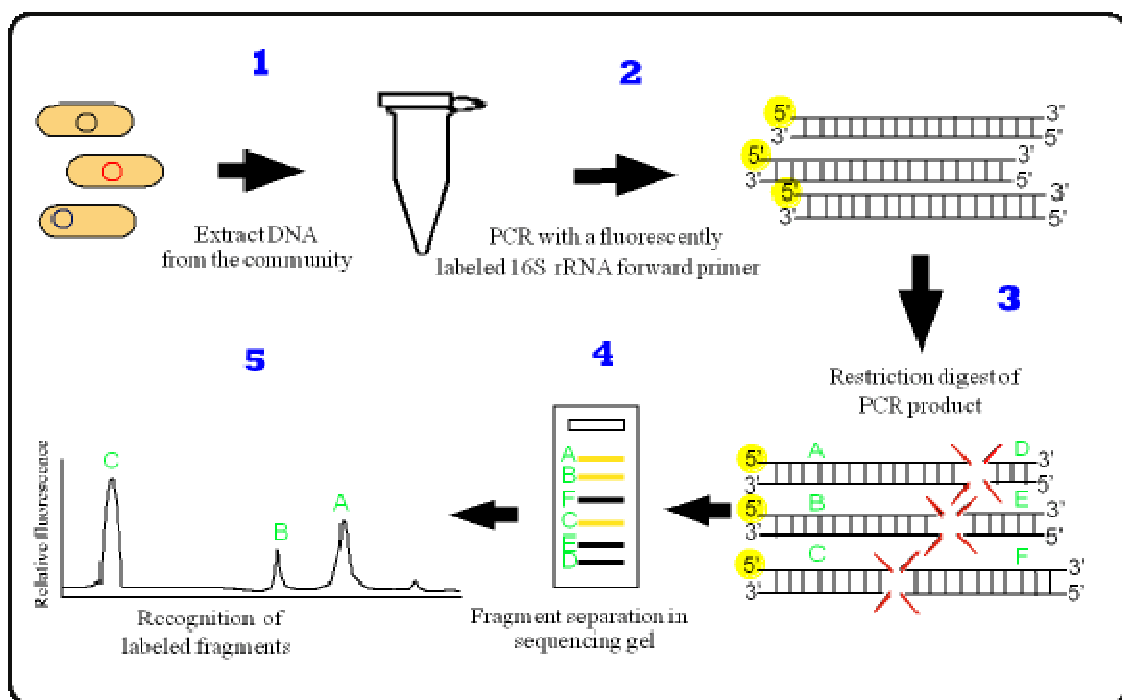 1
Extract DNA
from the community
2
PCR with a fluorescently
labeled 16S rRNA forward primer
5' 3'
3' 5'
5' 3'
3' 5'
5' 3'
3' 5'
3
Restriction digest of
PCR product
5' A D 3'
3' 5'
5' B E 3'
3' 5'
5' C F 3'
3' 5'
4
A
B
F
C
E
D
Fragment separation in
sequencing gel
5
Relative fluorescence
C
B
A
Recognition of
labeled fragments